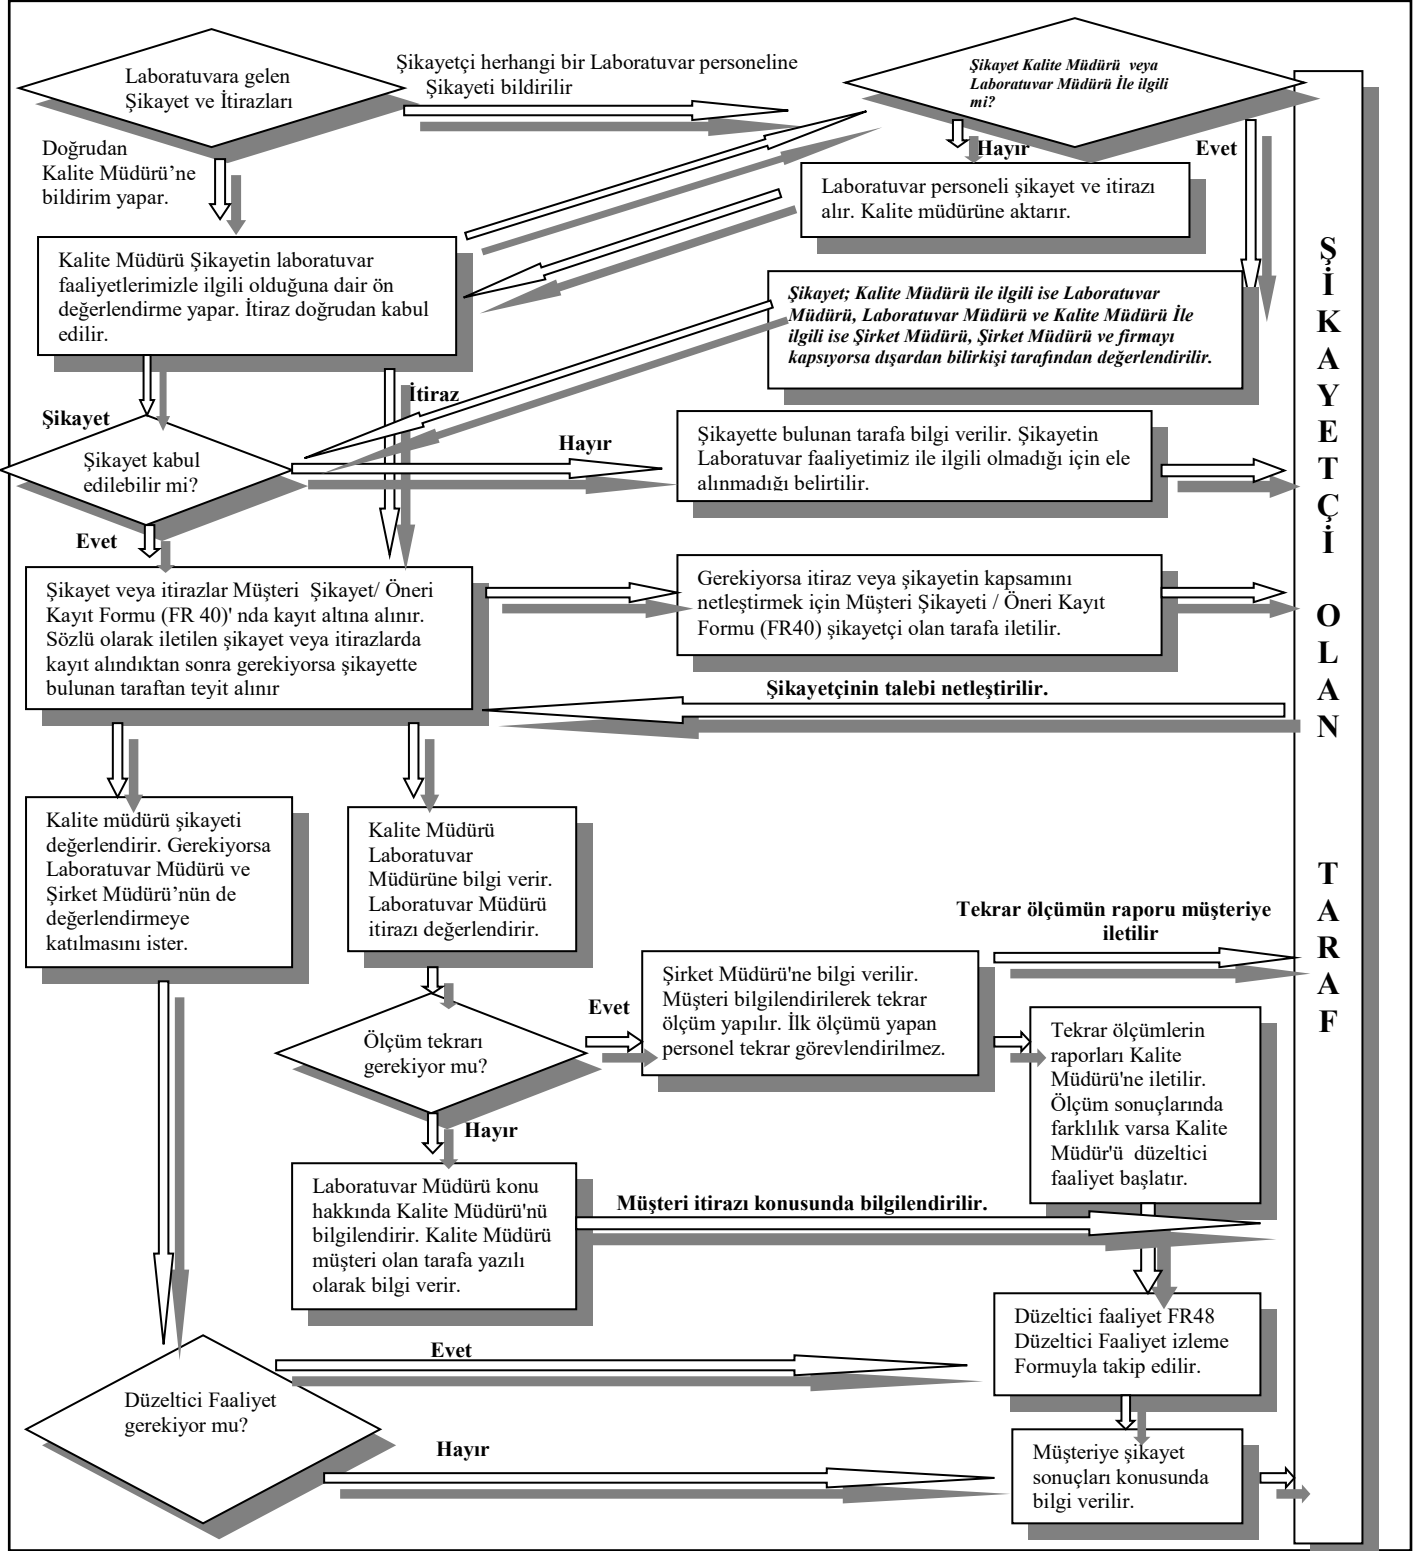 Laboratuvara gelen
Şikayet ve İtirazları
Şikayetçi herhangi bir Laboratuvar personeline
Şikayeti bildirilir
Şikayet Kalite Müdürü veya
Laboratuvar Müdürü İle ilgili
mi?
Doğrudan
Kalite Müdürü’ne
bildirim yapar.
Hayır
Evet
Laboratuvar personeli şikayet ve itirazı
alır. Kalite müdürüne aktarır.
Kalite Müdürü Şikayetin laboratuvar
faaliyetlerimizle ilgili olduğuna dair ön
değerlendirme yapar. İtiraz doğrudan kabul
edilir.
Şikayet; Kalite Müdürü ile ilgili ise Laboratuvar
Müdürü, Laboratuvar Müdürü ve Kalite Müdürü İle
ilgili ise Şirket Müdürü, Şirket Müdürü ve firmayı
kapsıyorsa dışardan bilirkişi tarafından değerlendirilir.
İtiraz
Şikayet
Şikayet kabul
edilebilir mi?
Hayır
Şikayette bulunan tarafa bilgi verilir. Şikayetin
Laboratuvar faaliyetimiz ile ilgili olmadığı için ele
alınmadığı belirtilir.
Evet
Şikayet veya itirazlar Müşteri Şikayet/ Öneri
Kayıt Formu (FR 40)' nda kayıt altına alınır.
Sözlü olarak iletilen şikayet veya itirazlarda
kayıt alındıktan sonra gerekiyorsa şikayette
bulunan taraftan teyit alınır
Gerekiyorsa itiraz veya şikayetin kapsamını
netleştirmek için Müşteri Şikayeti / Öneri Kayıt
Formu (FR40) şikayetçi olan tarafa iletilir.
Şikayetçinin talebi netleştirilir.
Kalite müdürü şikayeti
değerlendirir. Gerekiyorsa
Laboratuvar Müdürü ve
Şirket Müdürü’nün de
değerlendirmeye
katılmasını ister.
Kalite Müdürü
Laboratuvar
Müdürüne bilgi verir.
Laboratuvar Müdürü
itirazı değerlendirir.
Tekrar ölçümün raporu müşteriye
iletilir
Evet
Şirket Müdürü'ne bilgi verilir.
Müşteri bilgilendirilerek tekrar
ölçüm yapılır. İlk ölçümü yapan
personel tekrar görevlendirilmez.
Ölçüm tekrarı
gerekiyor mu?
Tekrar ölçümlerin
raporları Kalite
Müdürü'ne iletilir.
Ölçüm sonuçlarında
farklılık varsa Kalite
Müdür'ü düzeltici
faaliyet başlatır.
Hayır
Laboratuvar Müdürü konu
hakkında Kalite Müdürü'nü
bilgilendirir. Kalite Müdürü
müşteri olan tarafa yazılı
olarak bilgi verir.
Müşteri itirazı konusunda bilgilendirilir.
Düzeltici faaliyet FR48
Düzeltici Faaliyet izleme
Formuyla takip edilir.
Evet
Düzeltici Faaliyet
gerekiyor mu?
Hayır
Müşteriye şikayet
sonuçları konusunda
bilgi verilir.
Ş
İ
K
A
Y
E
T
Ç
İ
O
L
A
N
T
A
R
A
F